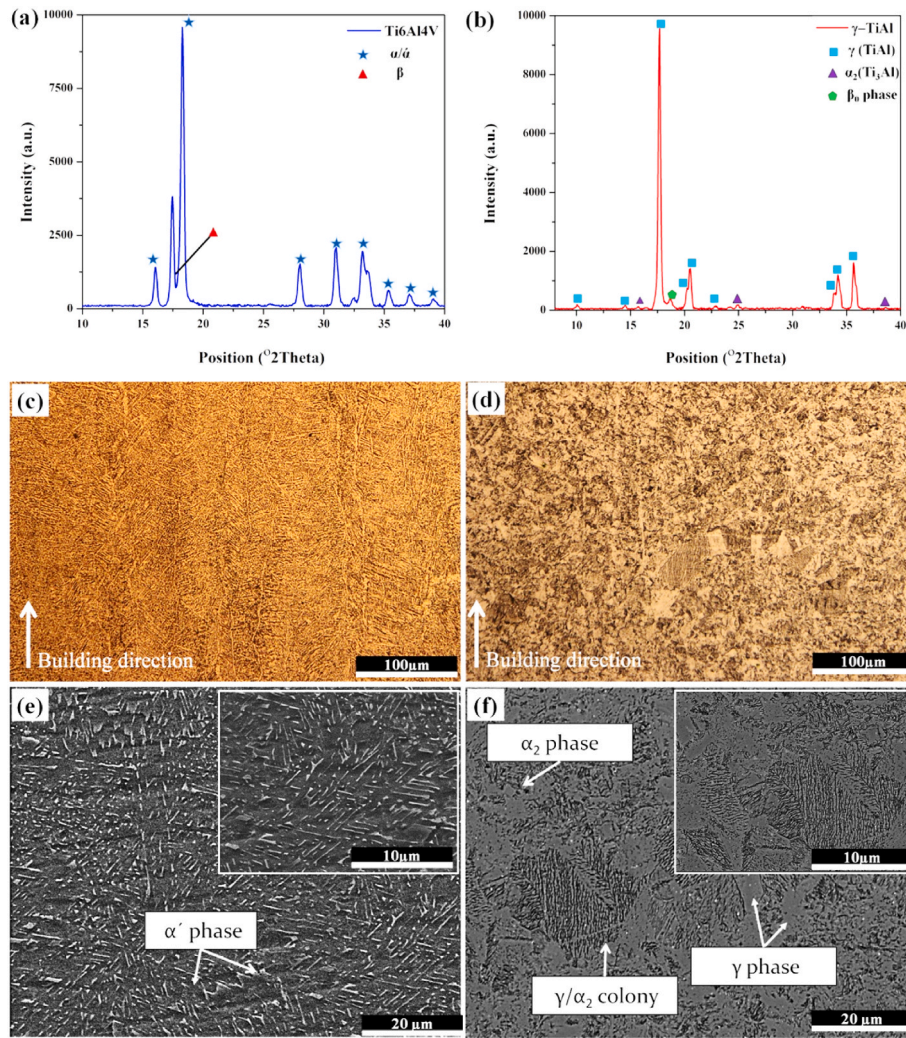 (a)
Ti6Al4V
α/ά
β
10000
7500
5000
2500
0
Intensity (a.u.)
10
15
20
25
30
35
40
Position (°2Theta)
(b)
γ–TiAl
γ (TiAl)
α₂(Ti₃Al)
β₀ phase
10000
8000
6000
4000
2000
0
Intensity (a.u.)
10
15
20
25
30
35
40
Position (°2Theta)
(c)
Building direction
100µm
(d)
Building direction
100µm
(e)
10µm
α´ phase
20 µm
(f)
α₂ phase
10µm
γ phase
γ/α₂ colony
20 µm